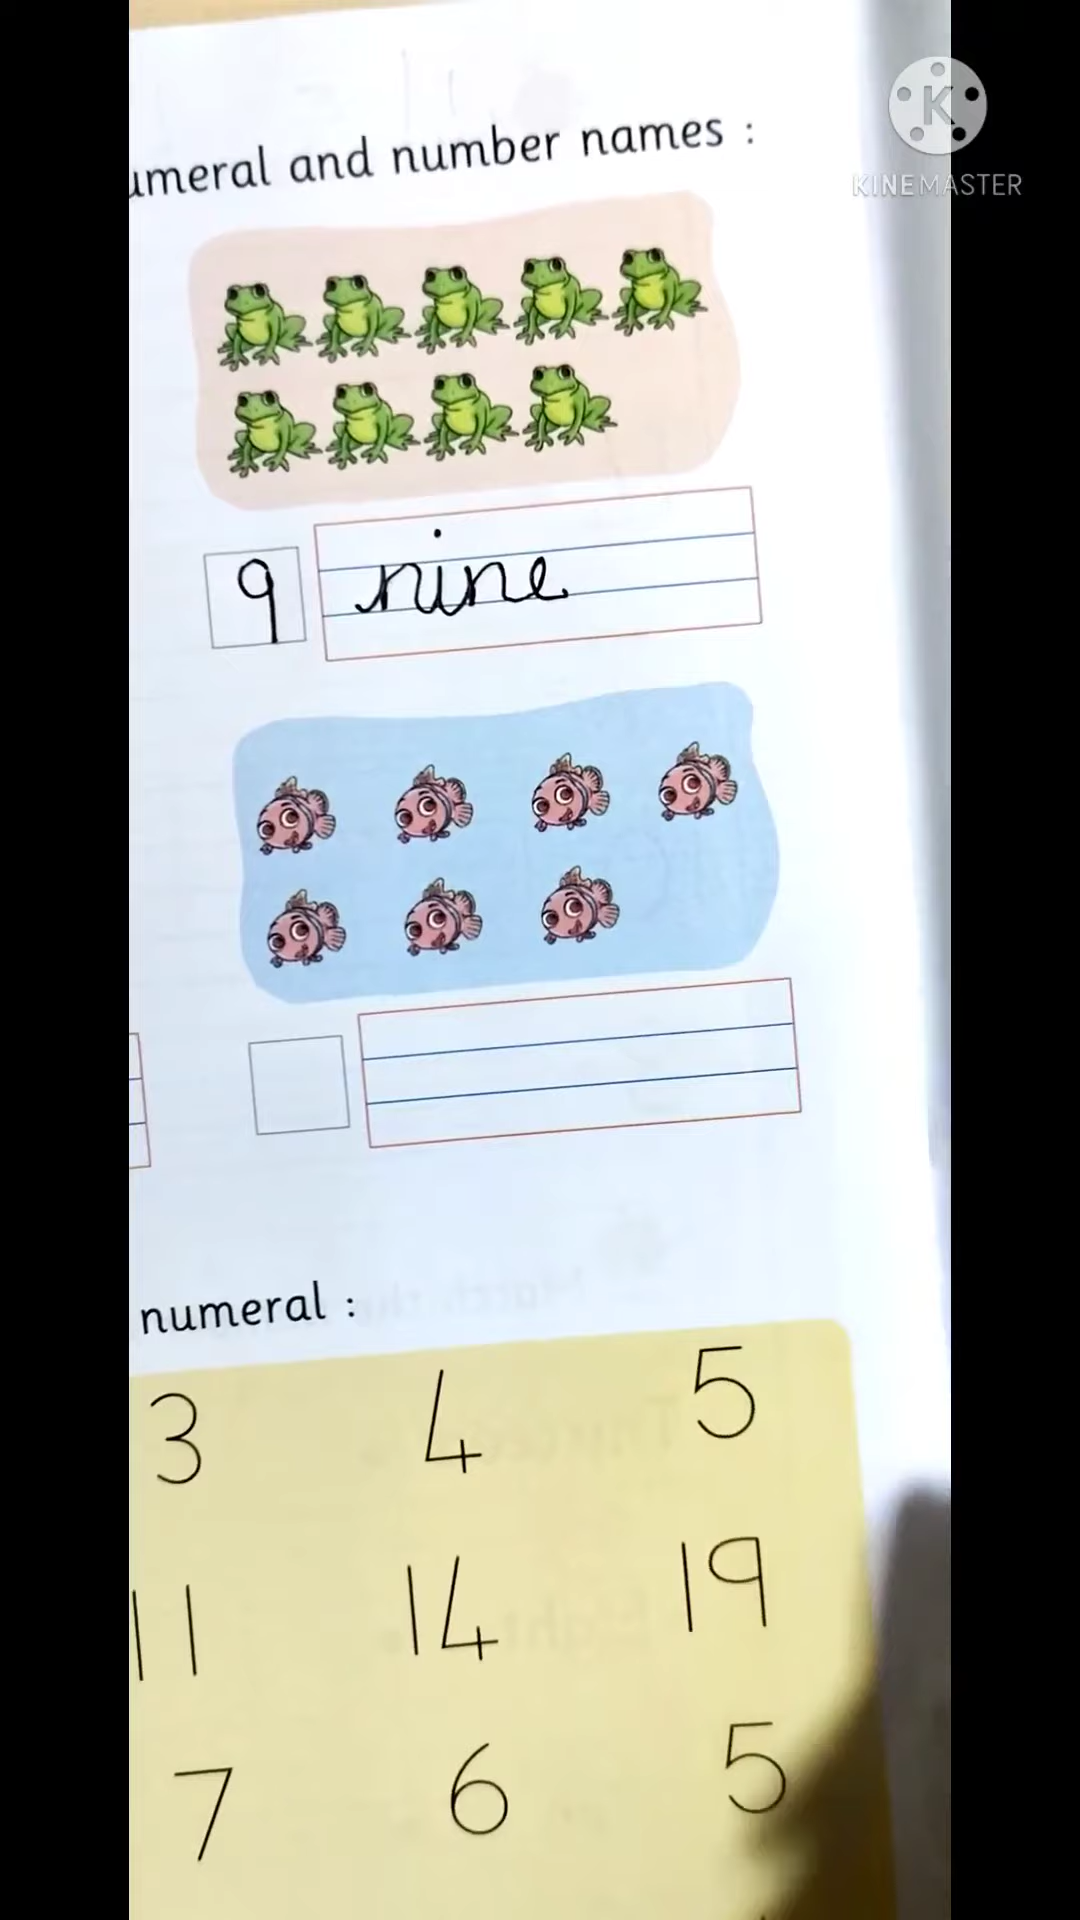 K
KINEMASTER
umeral and number names :
9 nine
numeral :
3 4 5
11 14 19
7 6 5